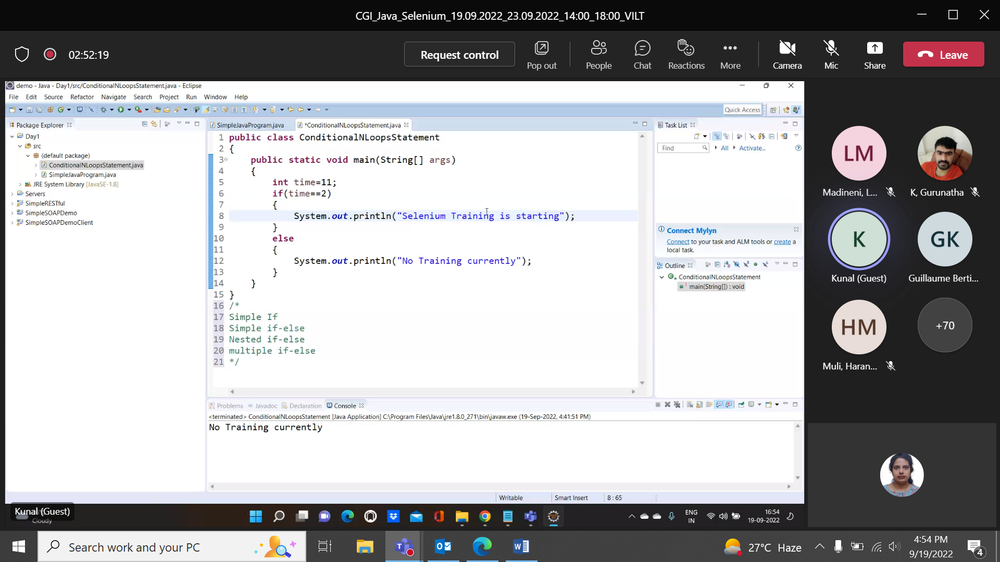 CGI_Java_Selenium_19.09.2022_23.09.2022_14:00_18:00_VILT
02:52:19
Request control
Pop out
People
Chat
Reactions
More
Camera
Mic
Share
Leave
demo - Java - Day1/src/ConditionalNLoopsStatement.java - Eclipse
File Edit Source Refactor Navigate Search Project Run Window Help
Quick Access
Package Explorer
Day1
src
(default package)
ConditionalNLoopsStatement.java
SimpleJavaProgram.java
JRE System Library [JavaSE-1.8]
Servers
SimpleRESTful
SimpleSOAPDemo
SimpleSOAPDemoClient
SimpleJavaProgram.java
*ConditionalNLoopsStatement.java
1 public class ConditionalNLoopsStatement
2 {
3 public static void main(String[] args)
4 {
5 int time=11;
6 if(time==2)
7 {
8 System.out.println("Selenium Training is starting");
9 }
10 else
11 {
12 System.out.println("No Training currently");
13 }
14 }
15 }
16 /*
17 Simple If
18 Simple if-else
19 Nested if-else
20 multiple if-else
21 */
Task List
Find
All
Activate...
Connect Mylyn
Connect to your task and ALM tools or create a
local task.
Outline
ConditionalNLoopsStatement
main(String[]) : void
Problems Javadoc Declaration Console
<terminated> ConditionalNLoopsStatement [Java Application] C:\Program Files\Java\jre1.8.0_271\bin\javaw.exe (19-Sep-2022, 4:41:51 PM)
No Training currently
Writable
Smart Insert
8 : 65
Kunal (Guest)
Cloudy
ENG
IN
16:54
19-09-2022
LM
Madineni, L...
K, Gurunatha
K
Kunal (Guest)
GK
Guillaume Berti...
HM
Muli, Haran...
+70
Search work and your PC
27°C Haze
4:54 PM
9/19/2022
4